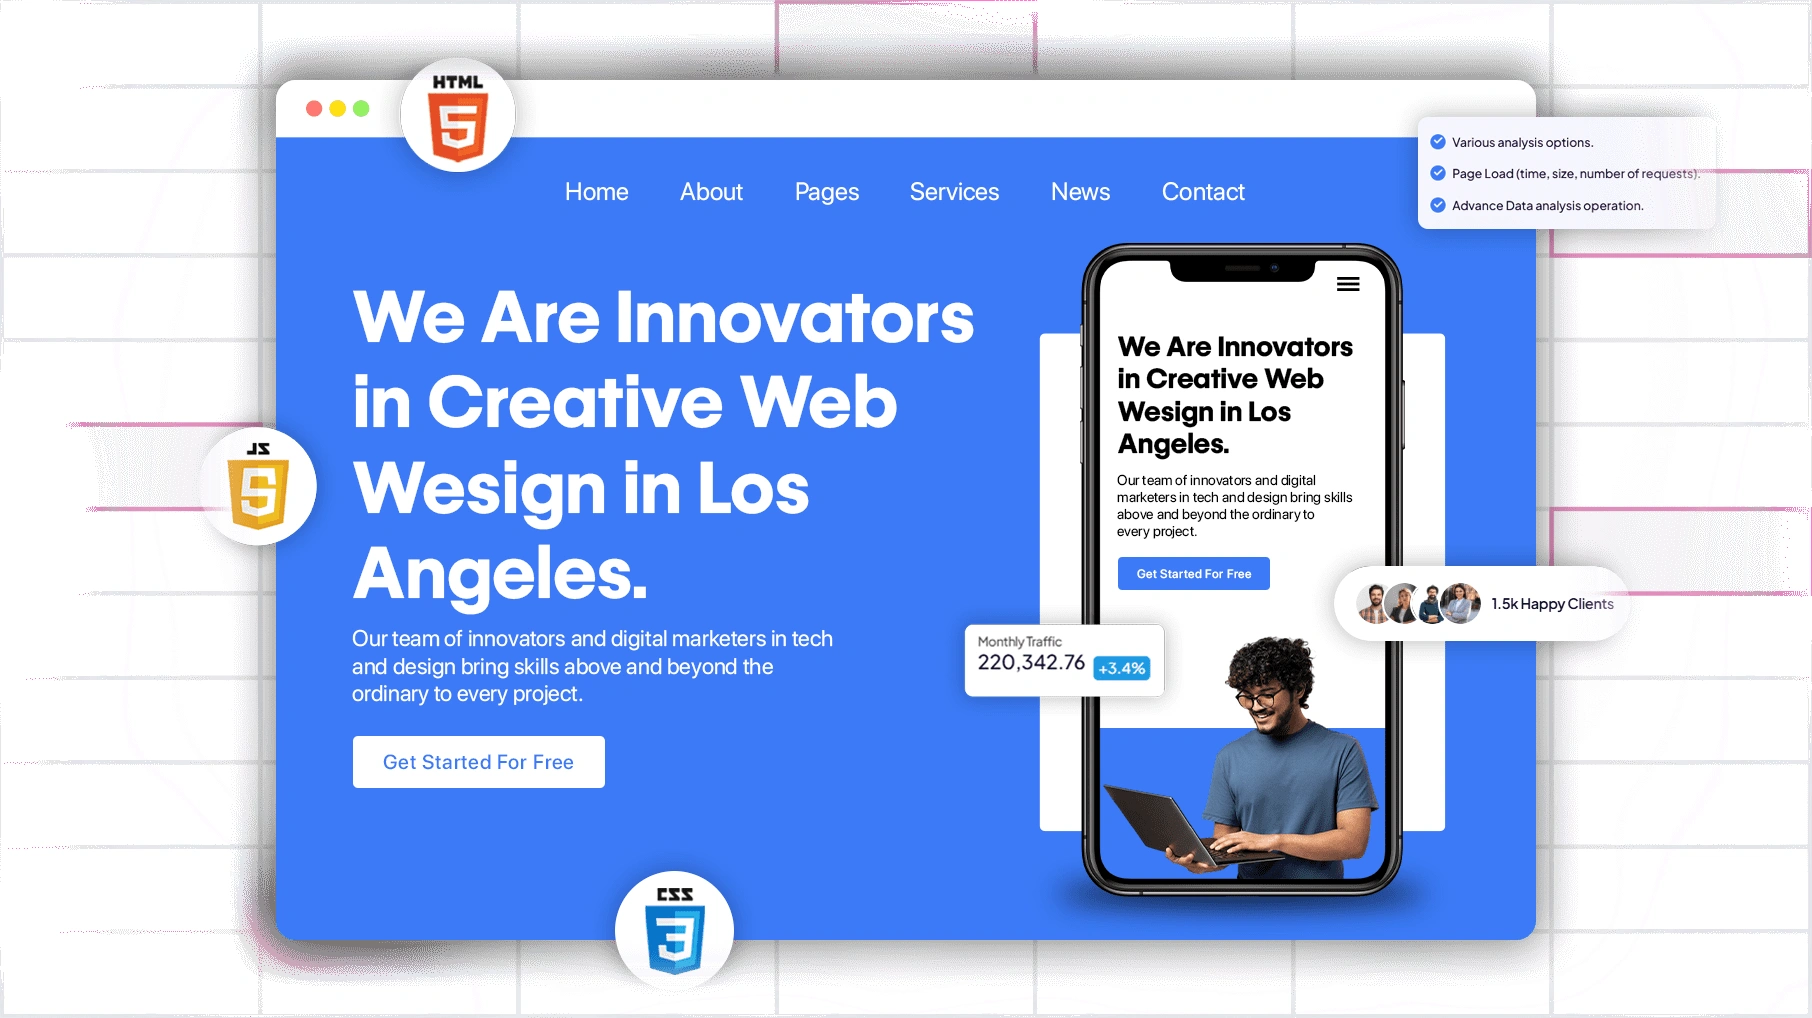 HTML
5
Home About Pages Services News Contact
Various analysis options.
Page Load (time, size, number of requests).
Advance Data analysis operation.
We Are Innovators
in Creative Web
Wesign in Los
Angeles.
Our team of innovators and digital marketers in tech
and design bring skills above and beyond the
ordinary to every project.
Get Started For Free
JS
5
CSS
3
We Are Innovators
in Creative Web
Wesign in Los
Angeles.
Our team of innovators and digital
marketers in tech and design bring skills
above and beyond the ordinary to
every project.
Get Started For Free
1.5k Happy Clients
Monthly Traffic
220,342.76 +3.4%